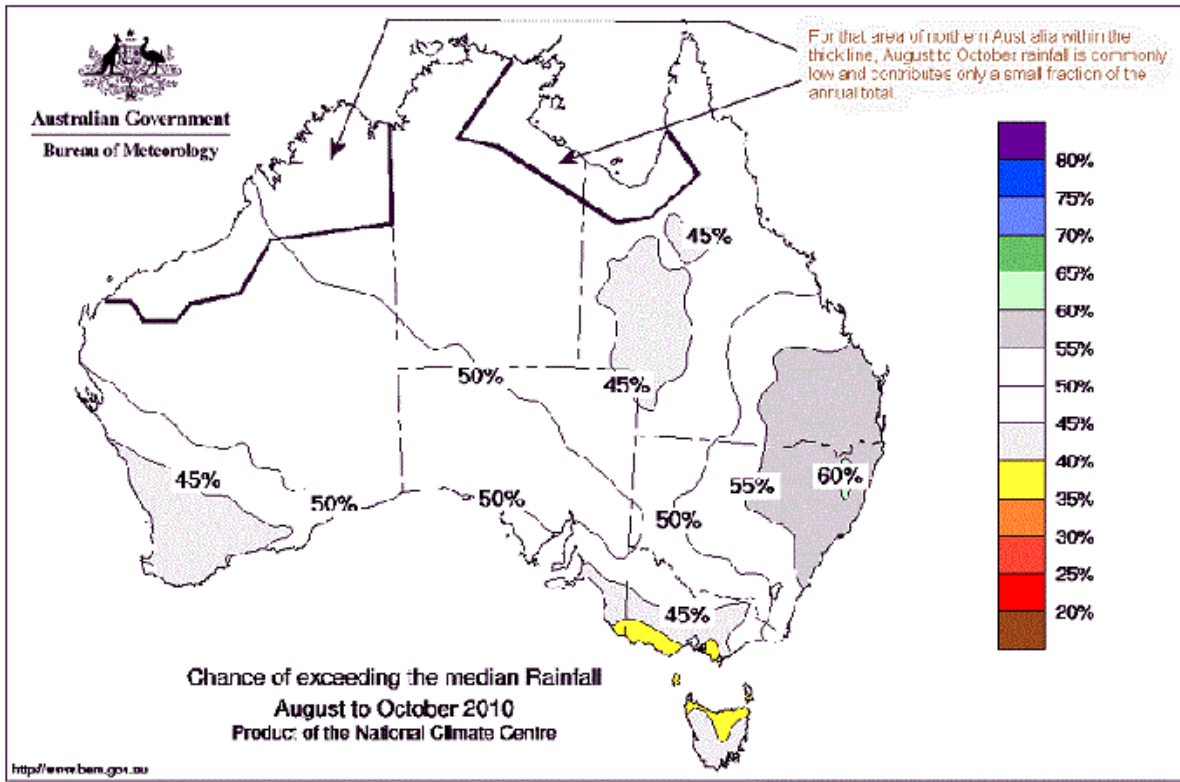 For that area of northern Australia within the
thick line, August to October rainfall is commonly
low and contributes only a small fraction of the
annual total.
Australian Government
Bureau of Meteorology
80%
75%
70%
65%
60%
55%
50%
45%
40%
35%
30%
25%
20%
45%
50%
45%
45%
50%
50%
55%
60%
50%
45%
Chance of exceeding the median Rainfall
August to October 2010
Product of the National Climate Centre
http://www.bom.gov.au